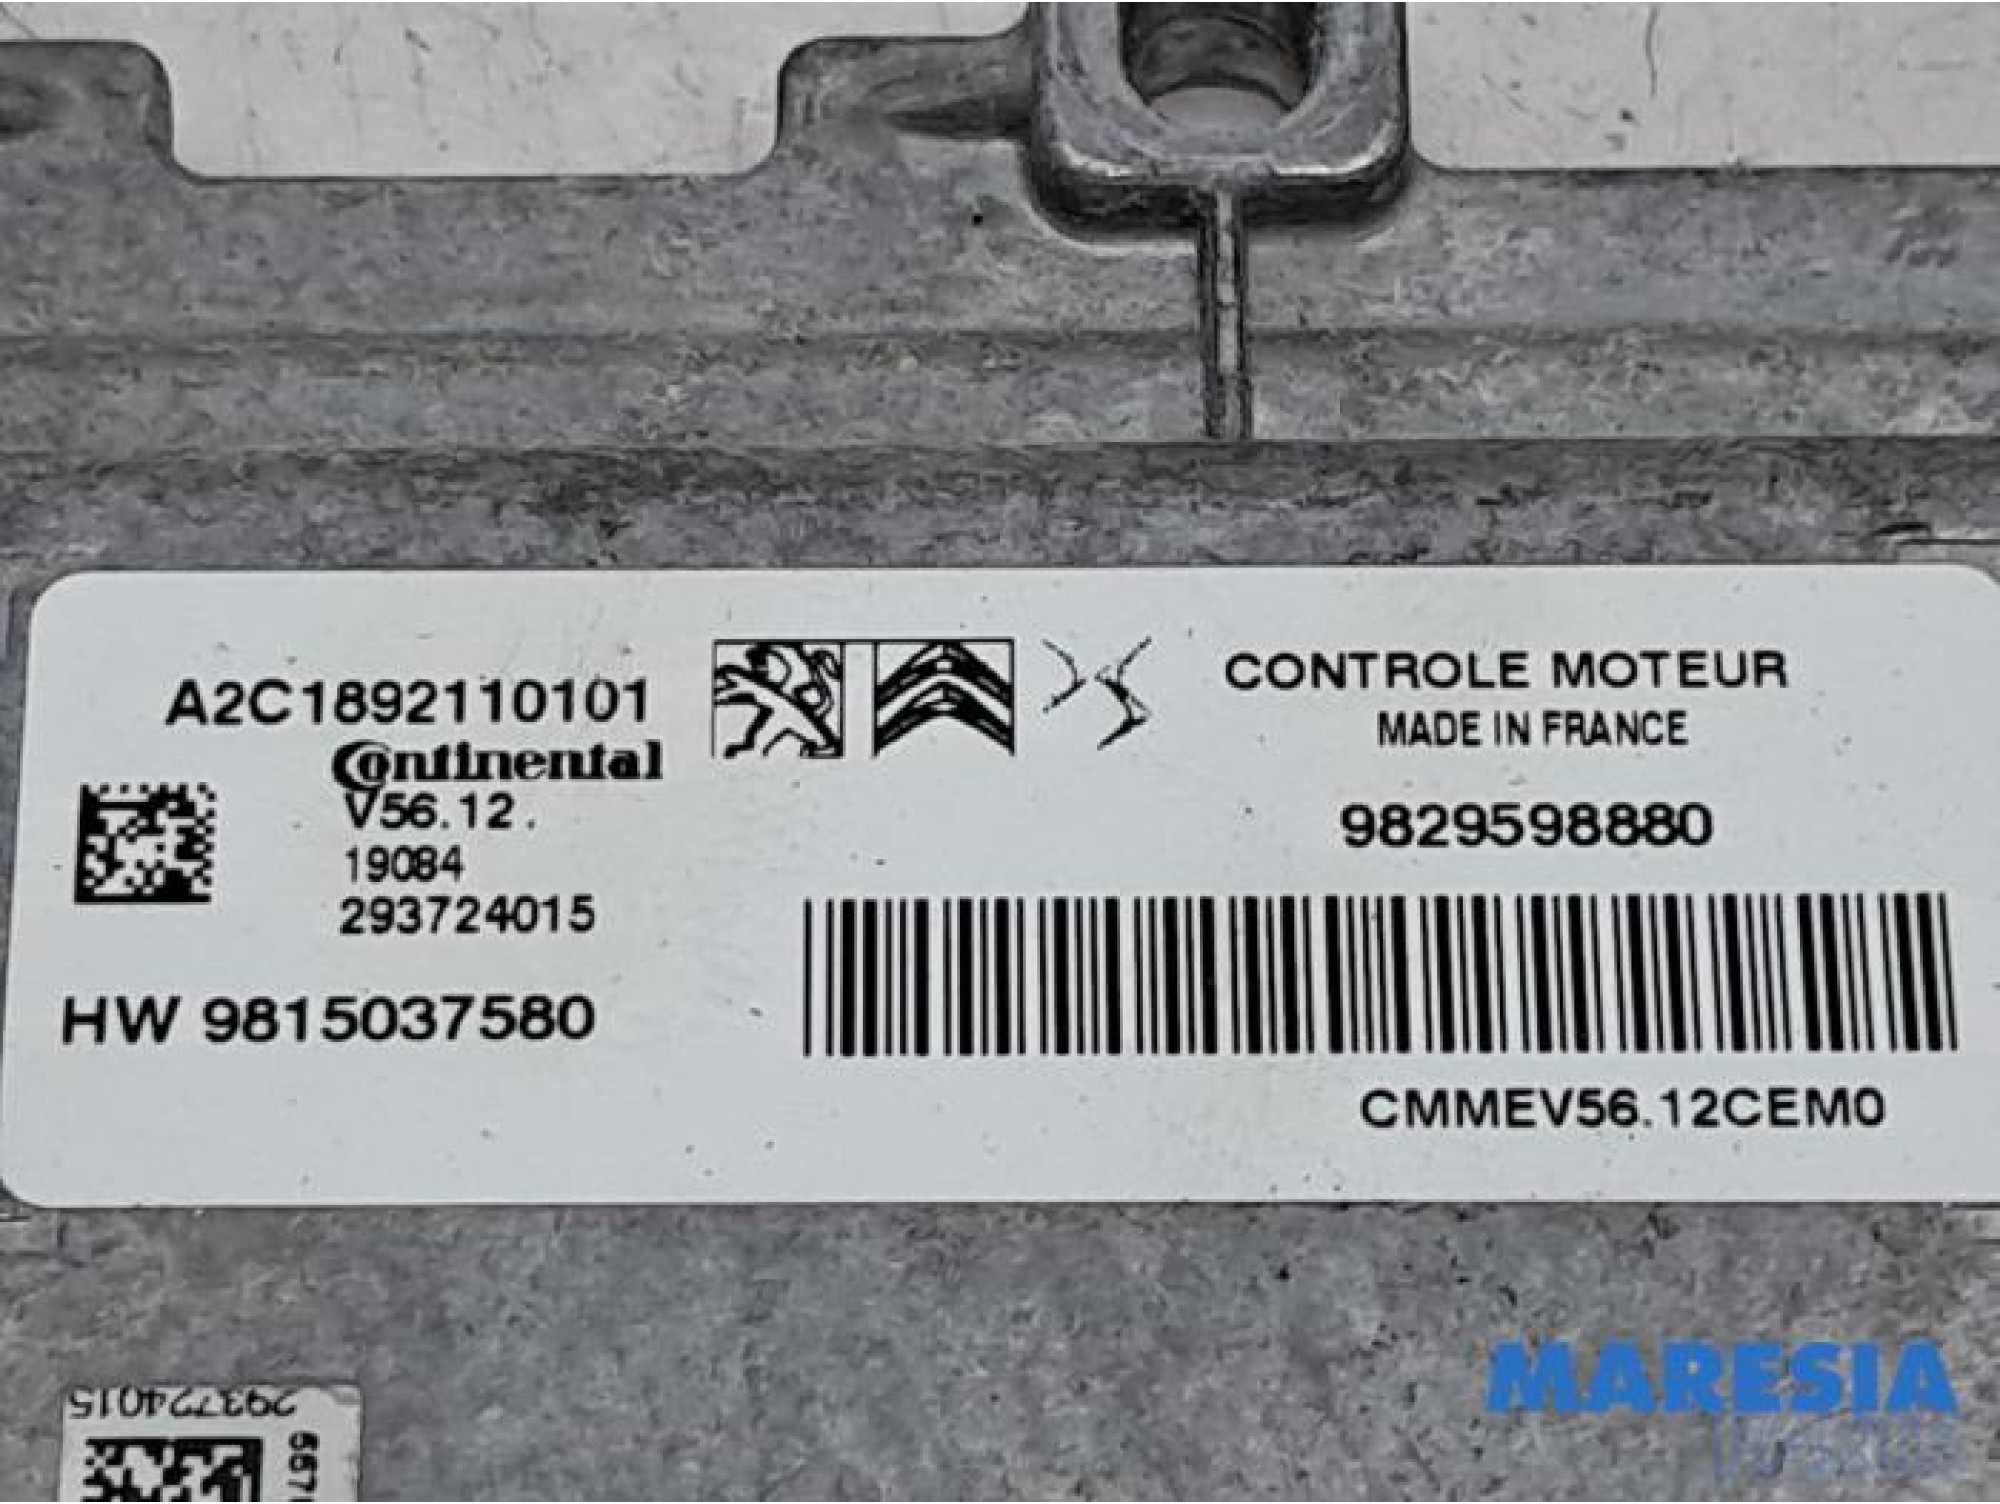 A2C1892110101
Continental
V56.12.
19084
293724015
HW 9815037580
CONTROLE MOTEUR
MADE IN FRANCE
9829598880
CMMEV56.12CEM0
293724015
MARESIA